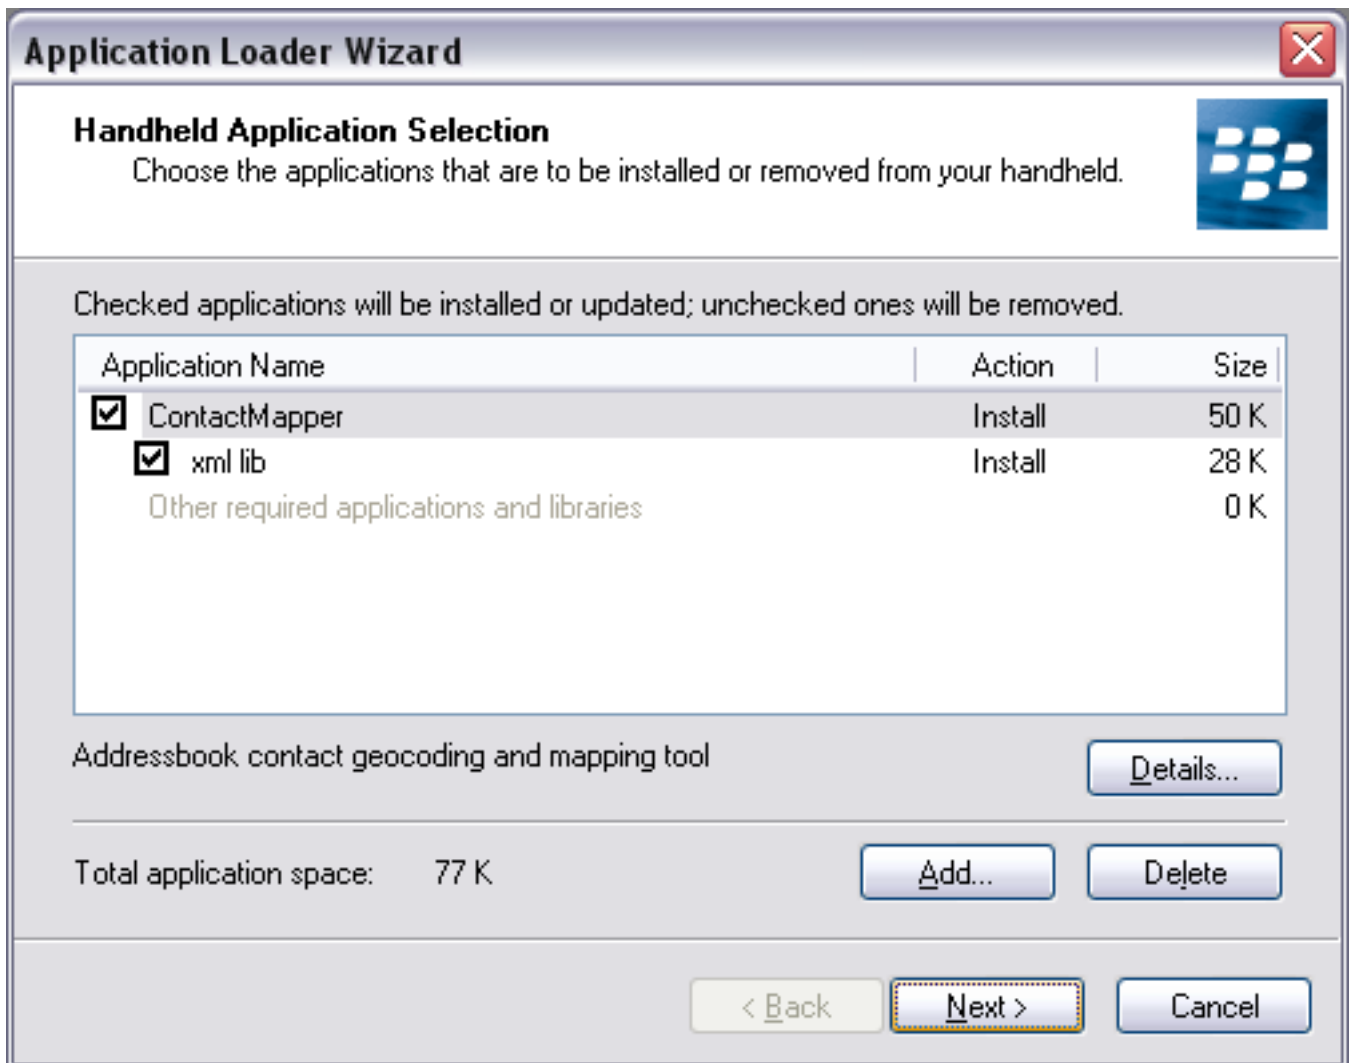 Application Loader Wizard
Handheld Application Selection
Choose the applications that are to be installed or removed from your handheld.
Checked applications will be installed or updated; unchecked ones will be removed.
Application Name Action Size
ContactMapper Install 50 K
xml lib Install 28 K
Other required applications and libraries 0 K
Addressbook contact geocoding and mapping tool
Details...
Total application space: 77 K Add... Delete
< Back Next > Cancel